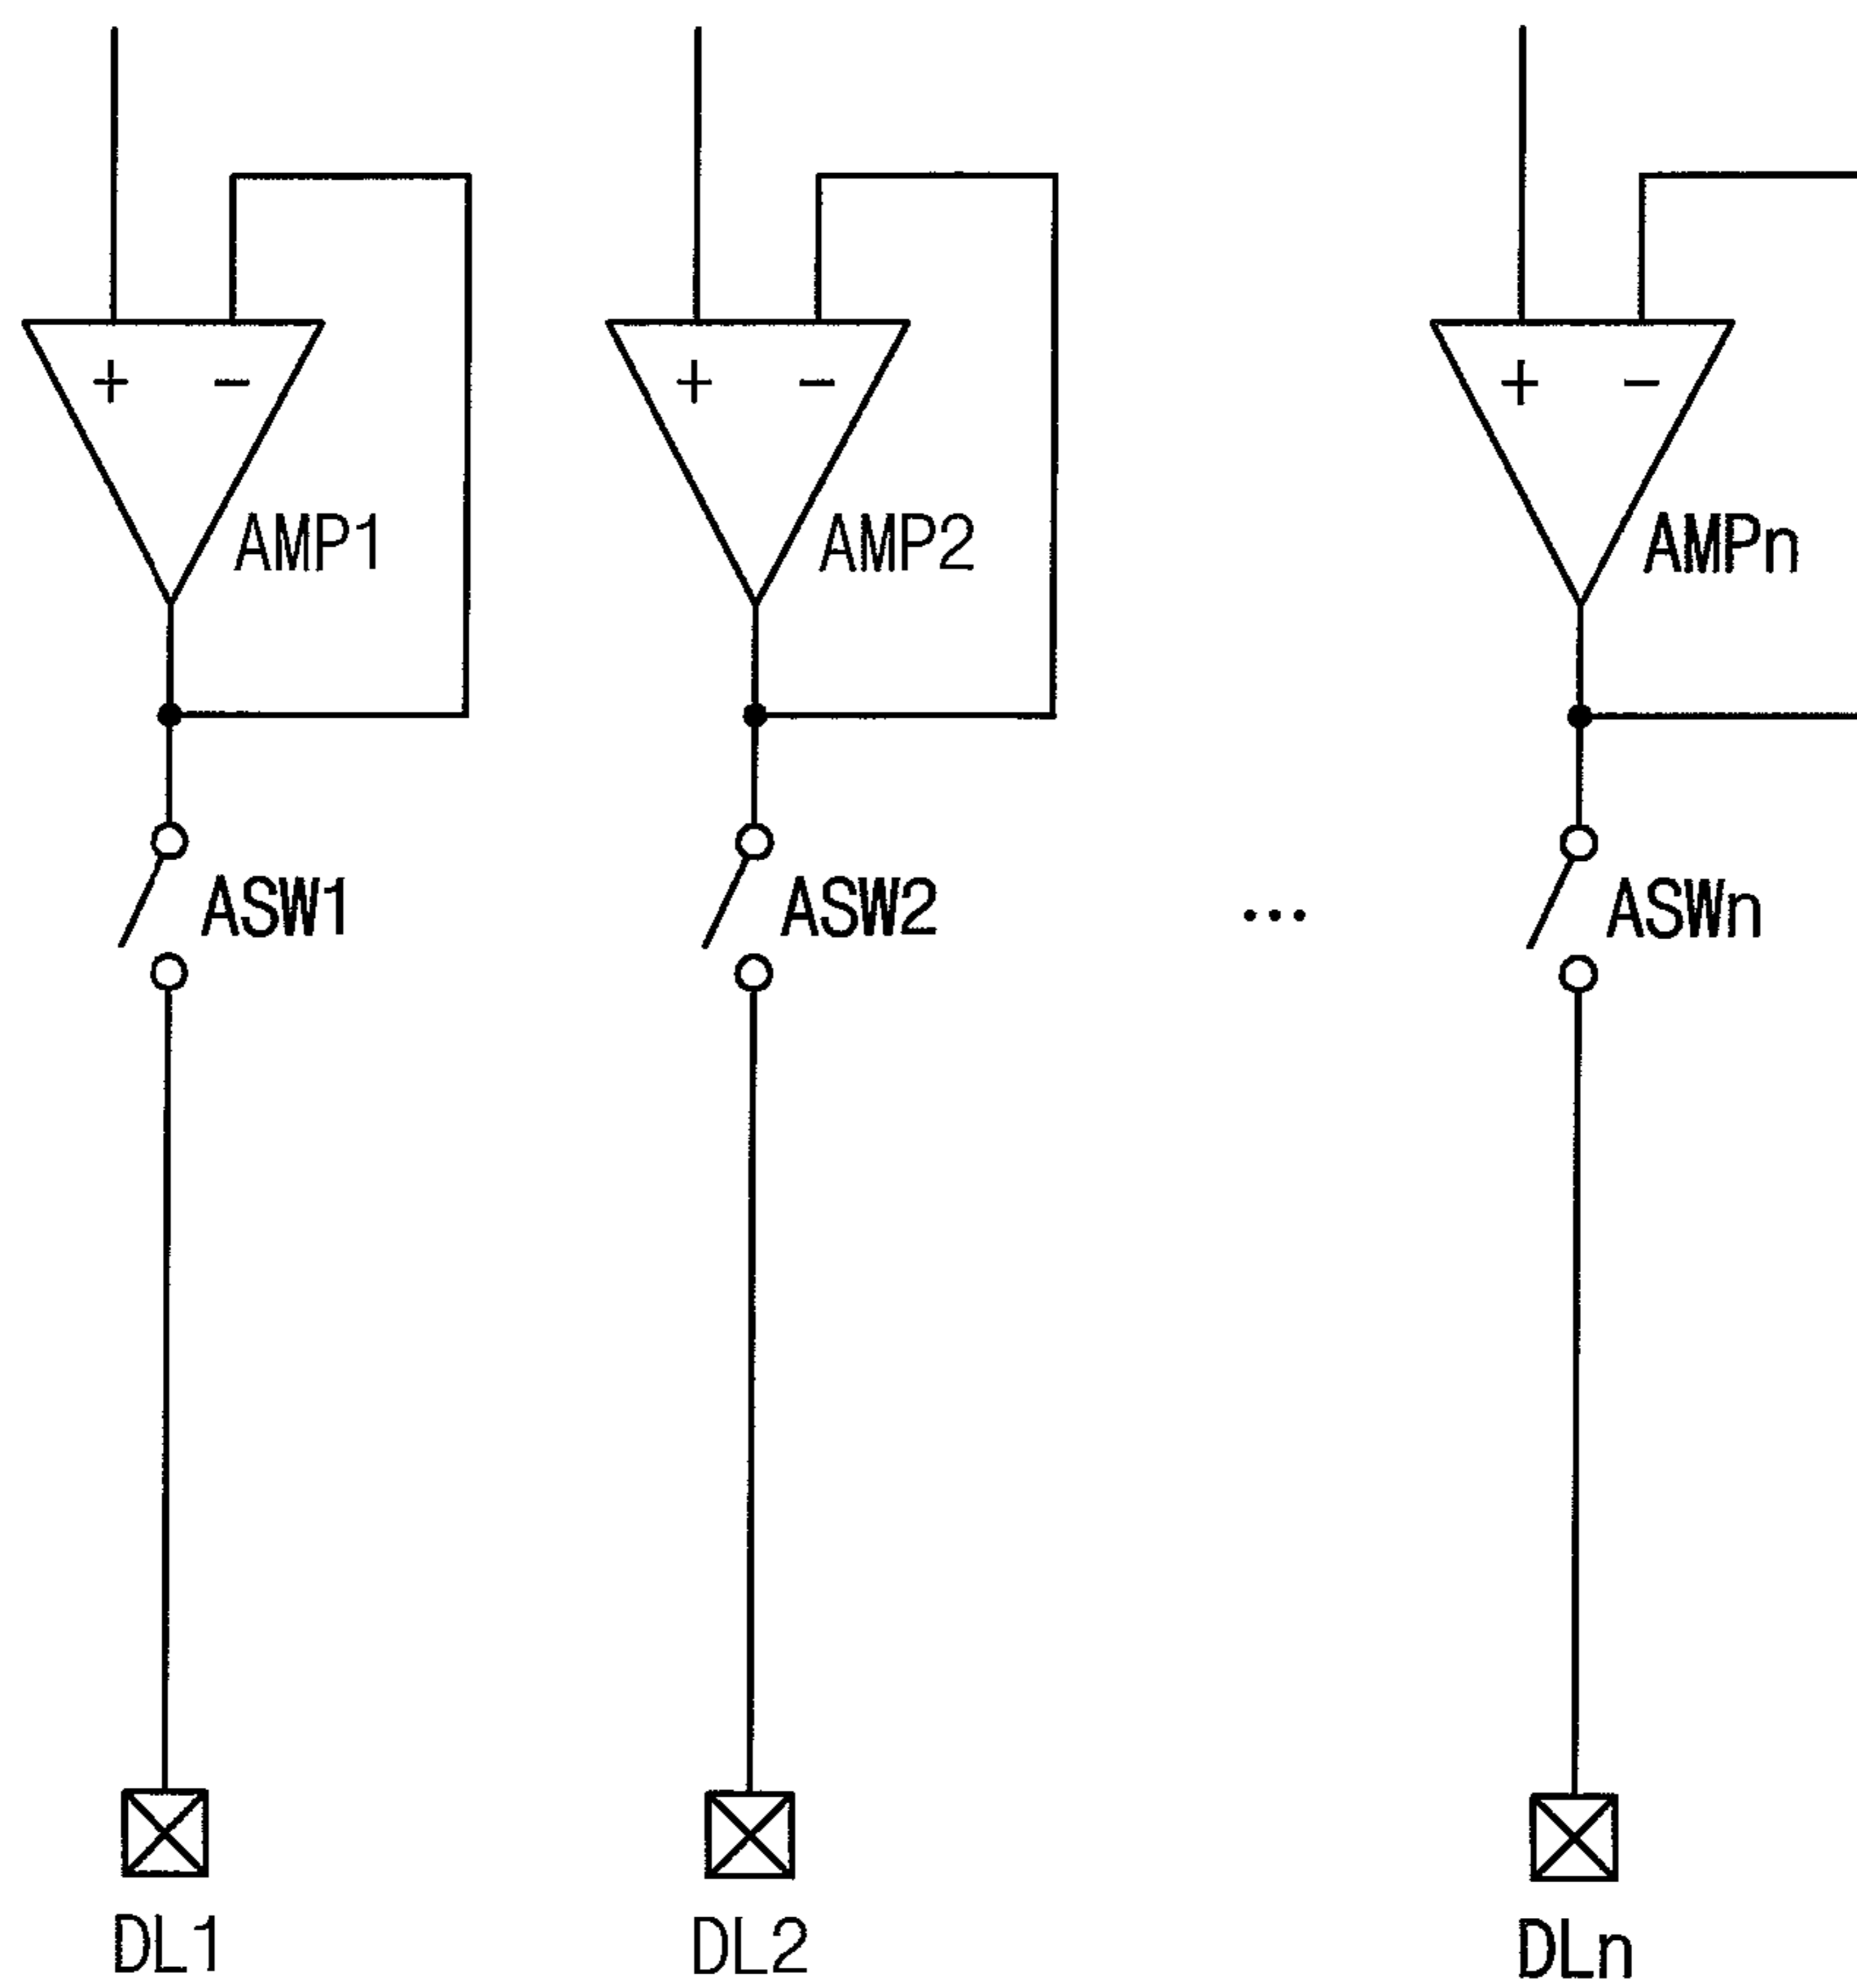 + - + - + -
AMP1 AMP2 AMPn
ASW1 ASW2 ... ASWn
DL1 DL2 DLn